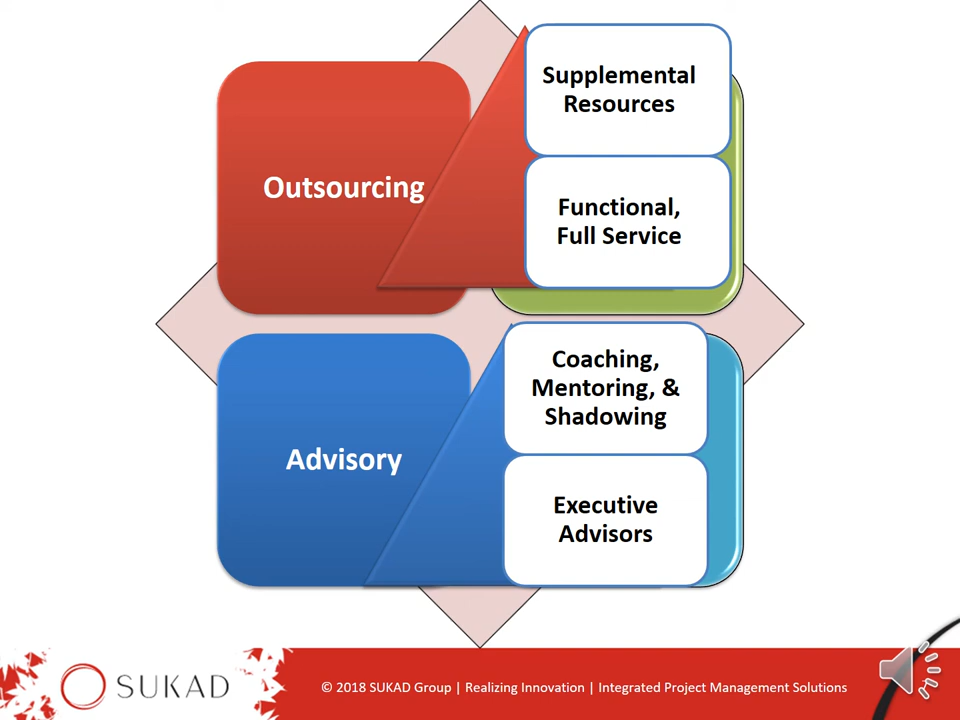 Outsourcing
Supplemental
Resources
Functional,
Full Service
Advisory
Coaching,
Mentoring, &
Shadowing
Executive
Advisors
SUKAD
© 2018 SUKAD Group | Realizing Innovation | Integrated Project Management Solutions